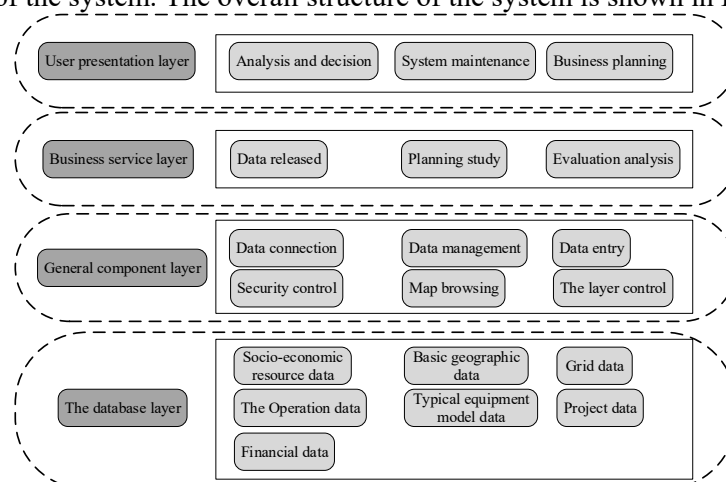 of the system. The overall structure of the system is shown in
User presentation layer
Analysis and decision
System maintenance
Business planning
Business service layer
Data released
Planning study
Evaluation analysis
General component layer
Data connection
Data management
Data entry
Security control
Map browsing
The layer control
The database layer
Socio-economic
resource data
Basic geographic
data
Grid data
The Operation data
Typical equipment
model data
Project data
Financial data